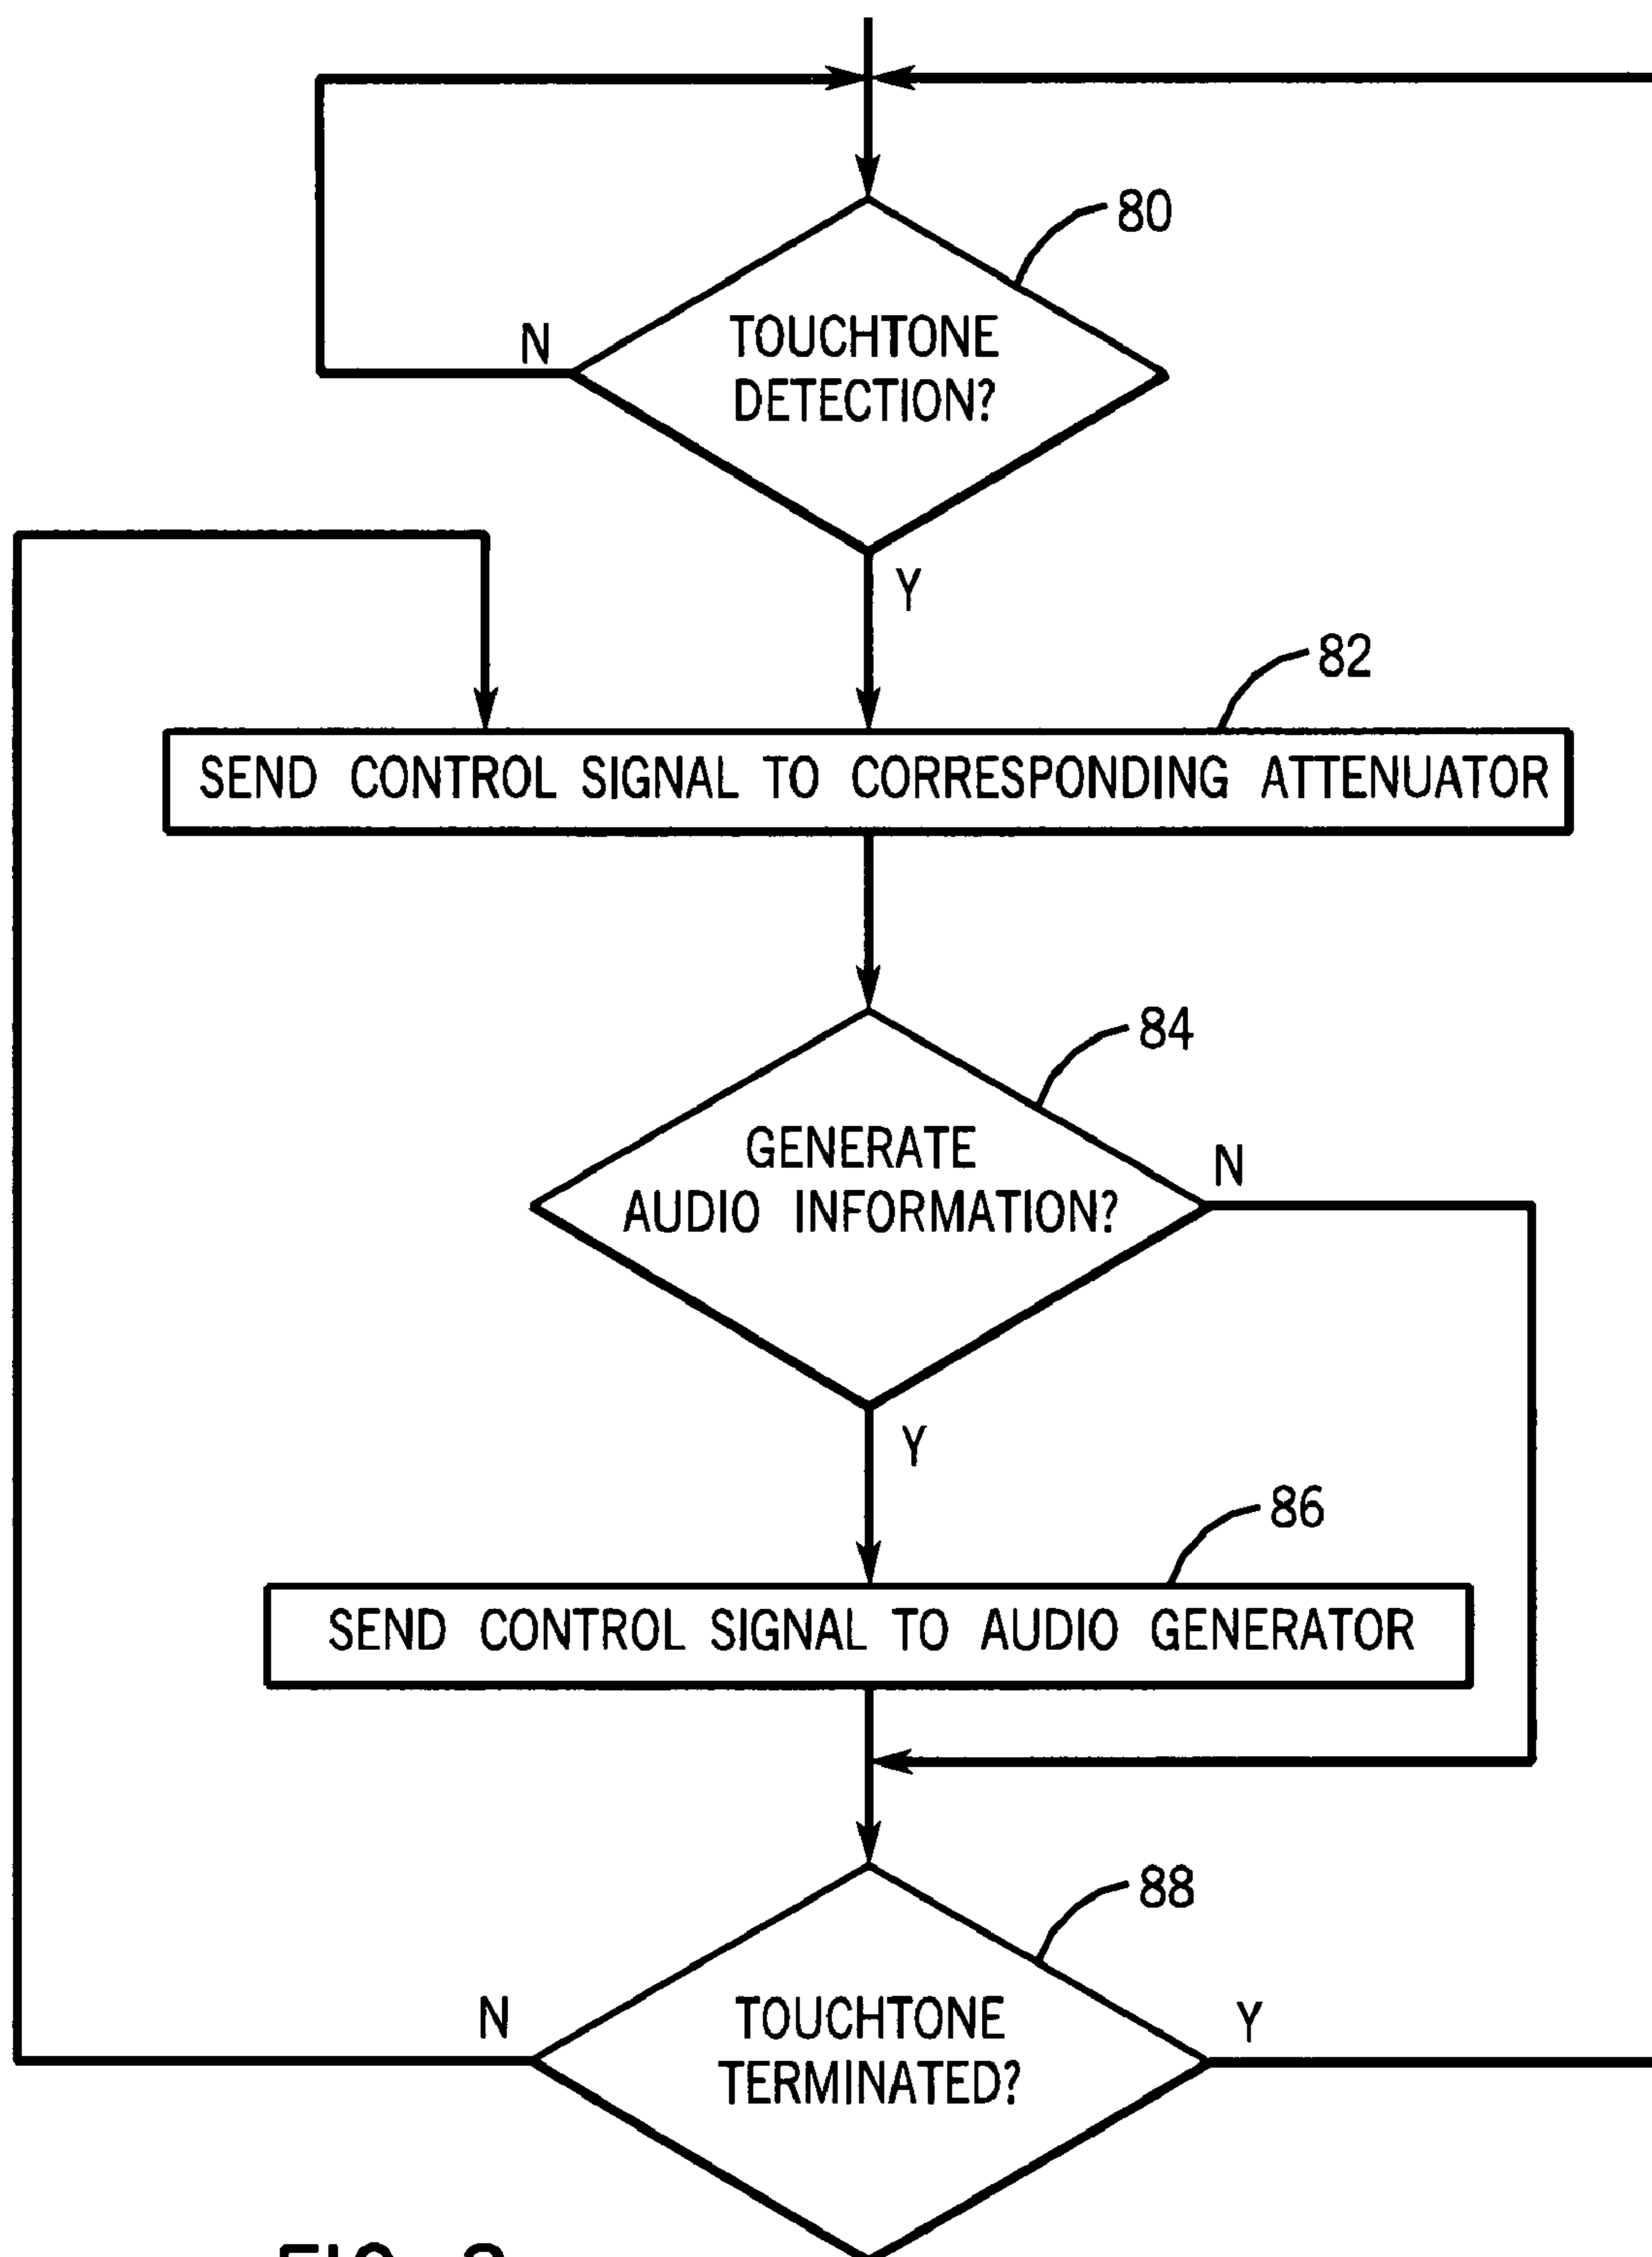 80
TOUCHTONE
DETECTION?
N
Y
82
SEND CONTROL SIGNAL TO CORRESPONDING ATTENUATOR
84
GENERATE
AUDIO INFORMATION?
N
Y
86
SEND CONTROL SIGNAL TO AUDIO GENERATOR
88
N
TOUCHTONE
TERMINATED?
Y
FIG.